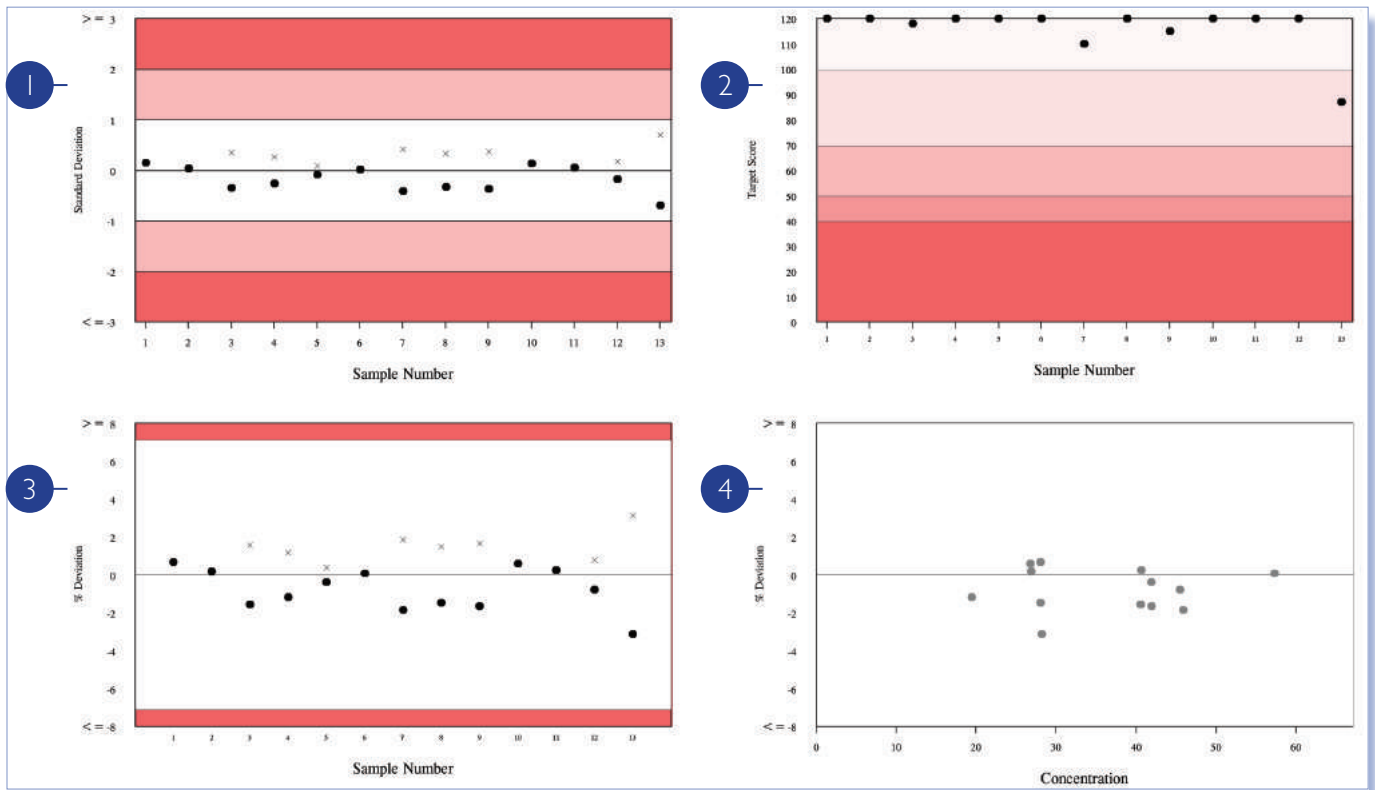 1
> = 3
2
1
0
-1
-2
< = -3
Standard Deviation
1 2 3 4 5 6 7 8 9 10 11 12 13
Sample Number
2
120
110
100
90
80
70
60
50
40
30
20
10
0
Target Score
1 2 3 4 5 6 7 8 9 10 11 12 13
Sample Number
3
> = 8
6
4
2
0
-2
-4
-6
< = -8
% Deviation
1 2 3 4 5 6 7 8 9 10 11 12 13
Sample Number
4
> = 8
6
4
2
0
-2
-4
-6
< = -8
% Deviation
0 10 20 30 40 50 60
Concentration